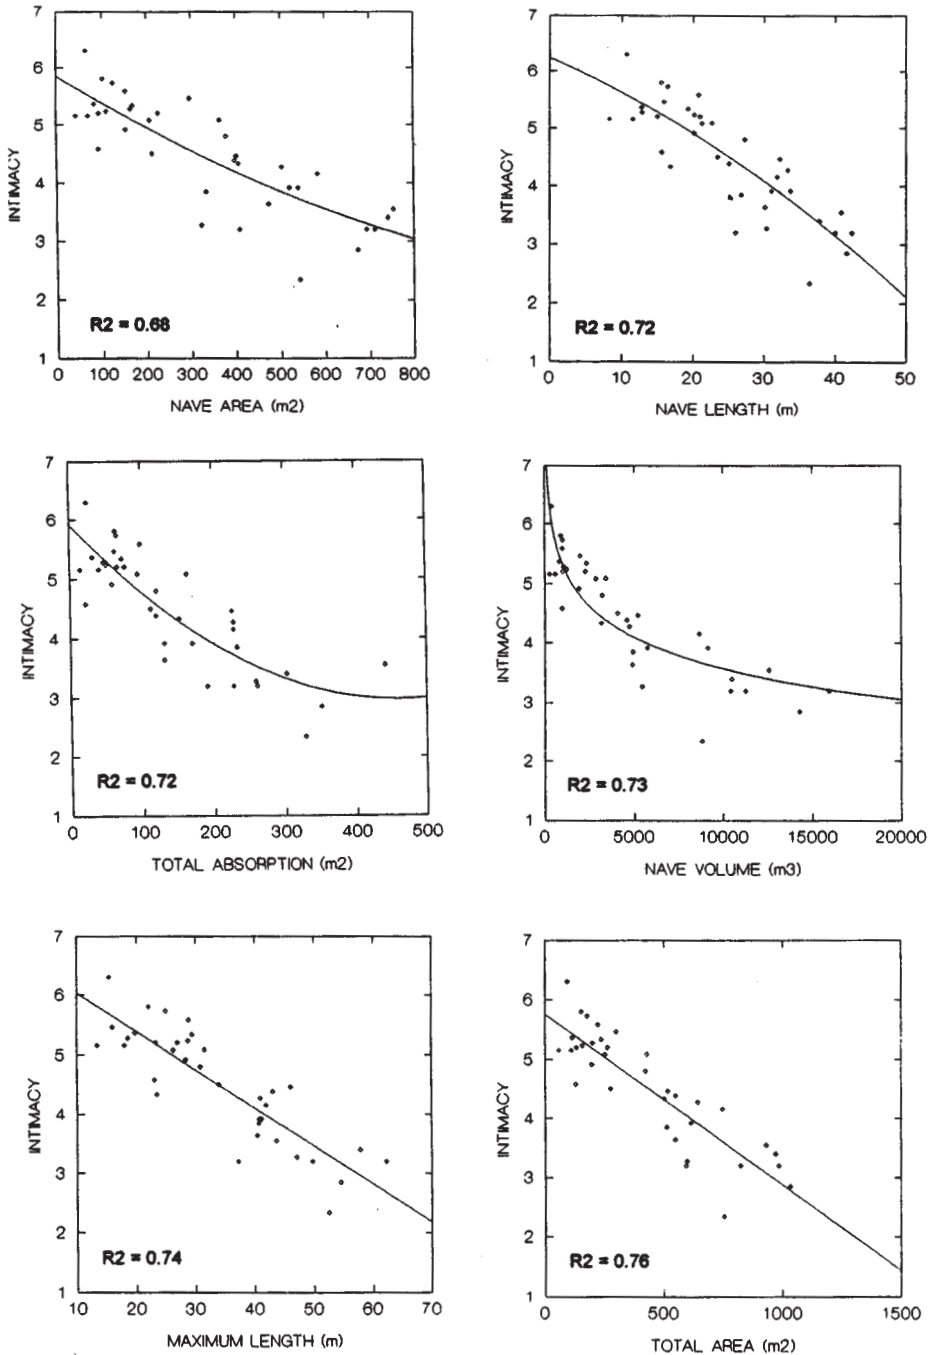 7
6
5
4
3
2
1
INTIMACY
R2 = 0.68
0 100 200 300 400 500 600 700 800
NAVE AREA (m2)
7
6
5
4
3
2
1
INTIMACY
R2 = 0.72
0 10 20 30 40 50
NAVE LENGTH (m)
7
6
5
4
3
2
1
INTIMACY
R2 = 0.72
0 100 200 300 400 500
TOTAL ABSORPTION (m2)
7
6
5
4
3
2
1
INTIMACY
R2 = 0.73
0 5000 10000 15000 20000
NAVE VOLUME (m3)
7
6
5
4
3
2
1
INTIMACY
R2 = 0.74
10 20 30 40 50 60 70
MAXIMUM LENGTH (m)
7
6
5
4
3
2
1
INTIMACY
R2 = 0.76
0 500 1000 1500
TOTAL AREA (m2)